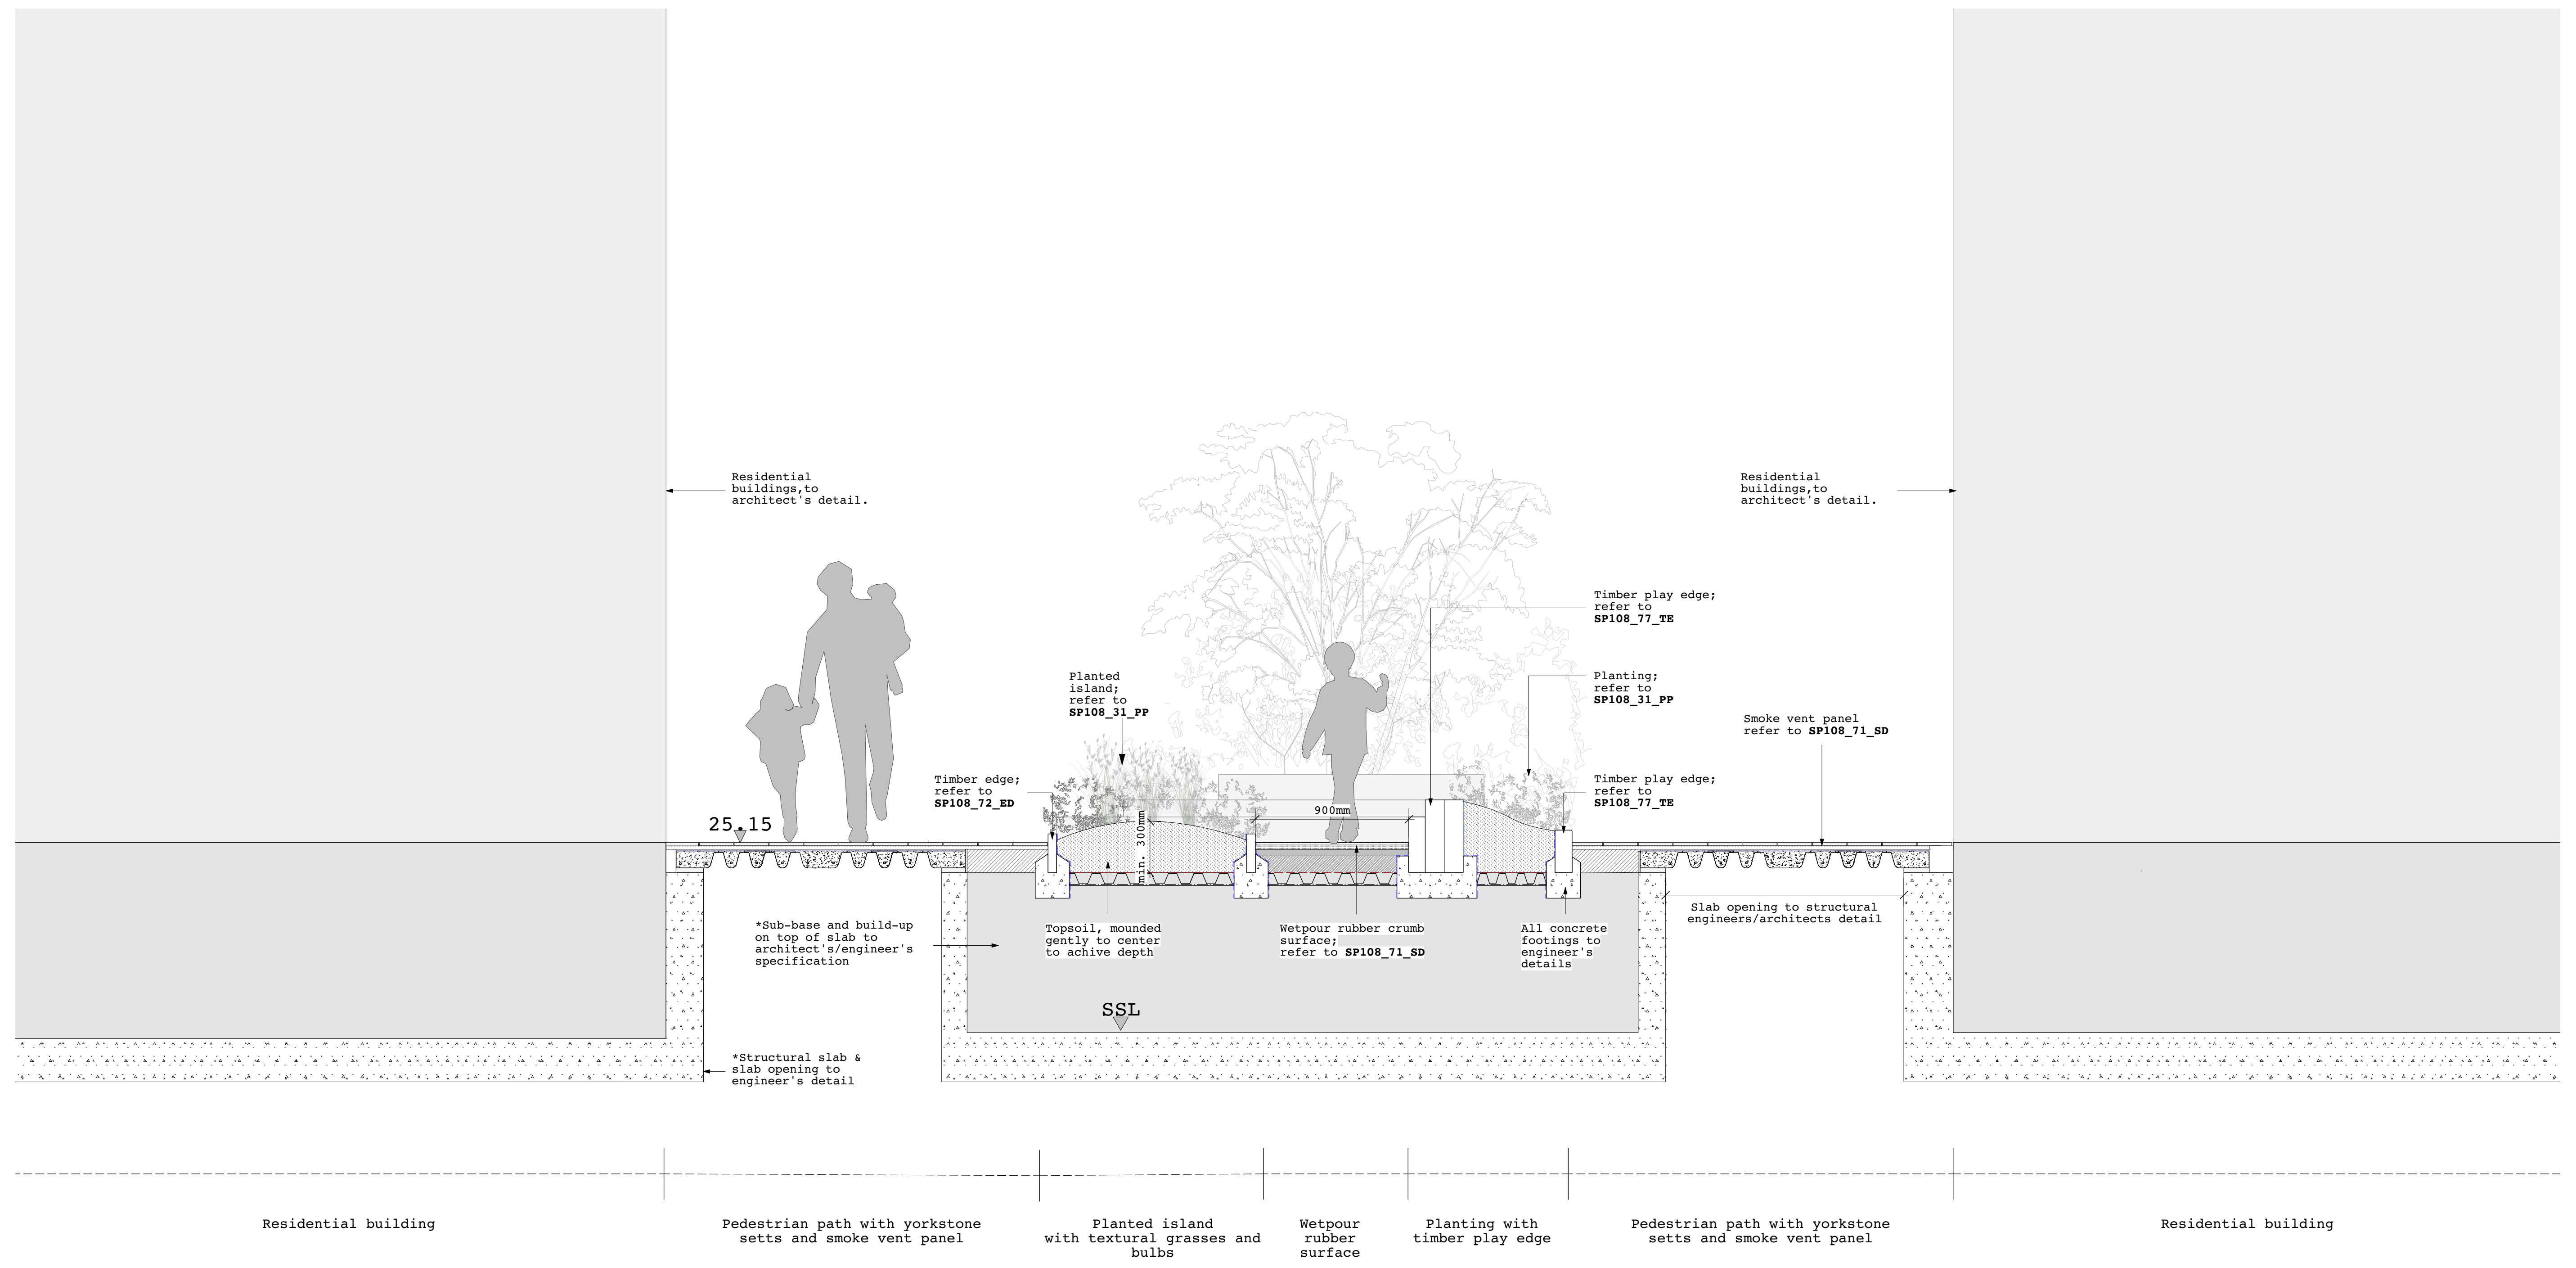 Residential
buildings,to
architect's detail.
Residential
buildings,to
architect's detail.
Timber play edge;
refer to
SP108_77_TE
Planted
island;
refer to
SP108_31_PP
Planting;
refer to
SP108_31_PP
Smoke vent panel
refer to SP108_71_SD
Timber edge;
refer to
SP108_72_ED
Timber play edge;
refer to
SP108_77_TE
25.15
900mm
min. 300mm
*Sub-base and build-up
on top of slab to
architect's/engineer's
specification
Topsoil, mounded
gently to center
to achive depth
Wetpour rubber crumb
surface;
refer to SP108_71_SD
All concrete
footings to
engineer's
details
Slab opening to structural
engineers/architects detail
SSL
*Structural slab &
slab opening to
engineer's detail
Residential building
Pedestrian path with yorkstone
setts and smoke vent panel
Planted island
with textural grasses and
bulbs
Wetpour
rubber
surface
Planting with
timber play edge
Pedestrian path with yorkstone
setts and smoke vent panel
Residential building